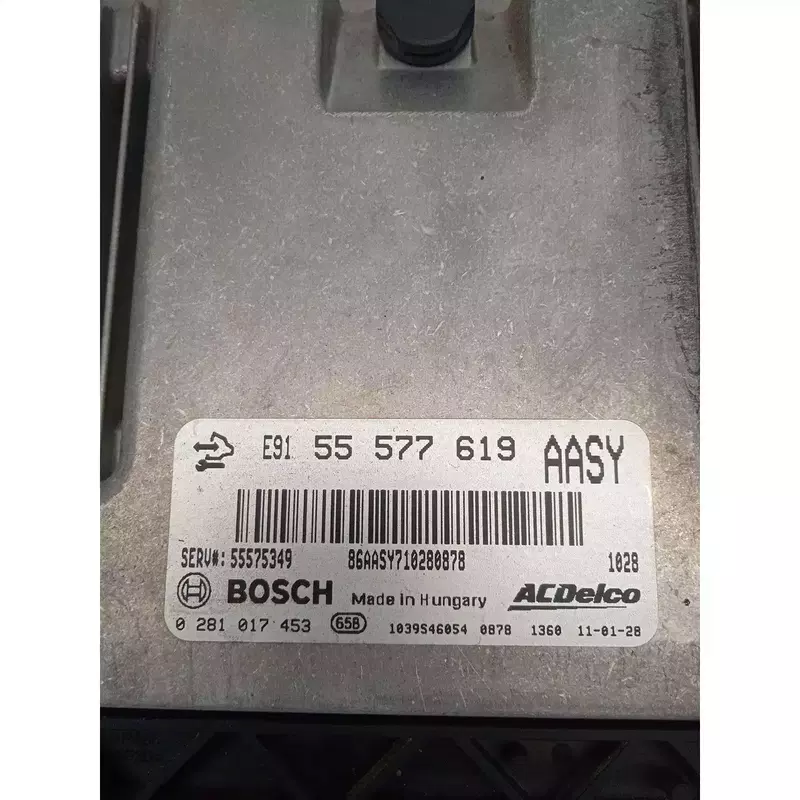 E91 55 577 619 AASY
SERV#: 55575349 86AASY710280878 1028
BOSCH Made in Hungary ACDelco
0 281 017 453 658 1039S46054 0878 1360 11-01-28